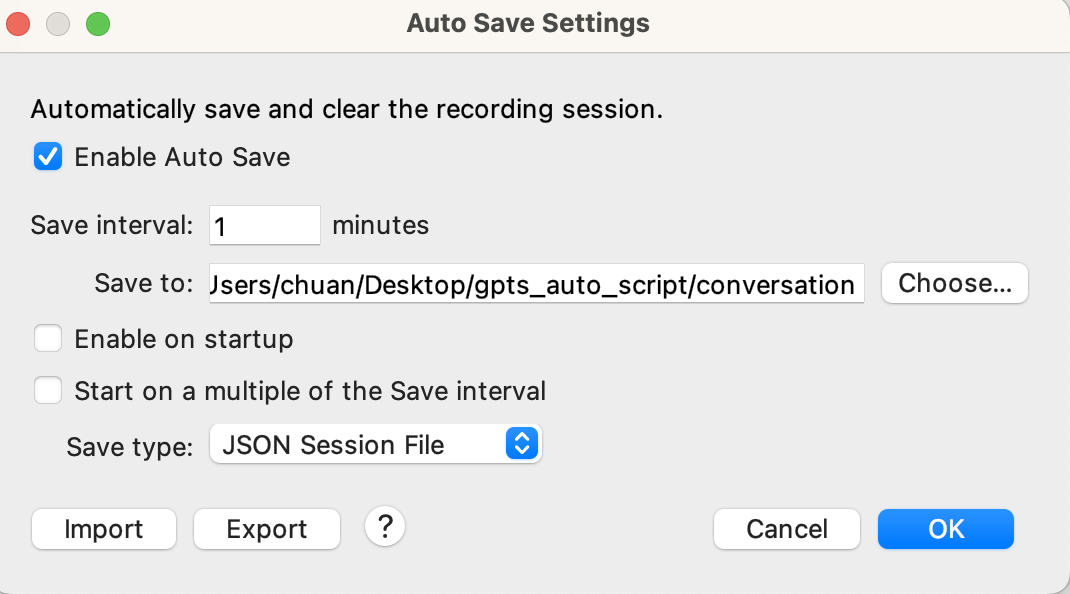 Auto Save Settings
Automatically save and clear the recording session.
Enable Auto Save
Save interval: 1 minutes
Save to: Jsers/chuan/Desktop/gpts_auto_script/conversation Choose...
Enable on startup
Start on a multiple of the Save interval
Save type: JSON Session File
Import Export ? Cancel OK